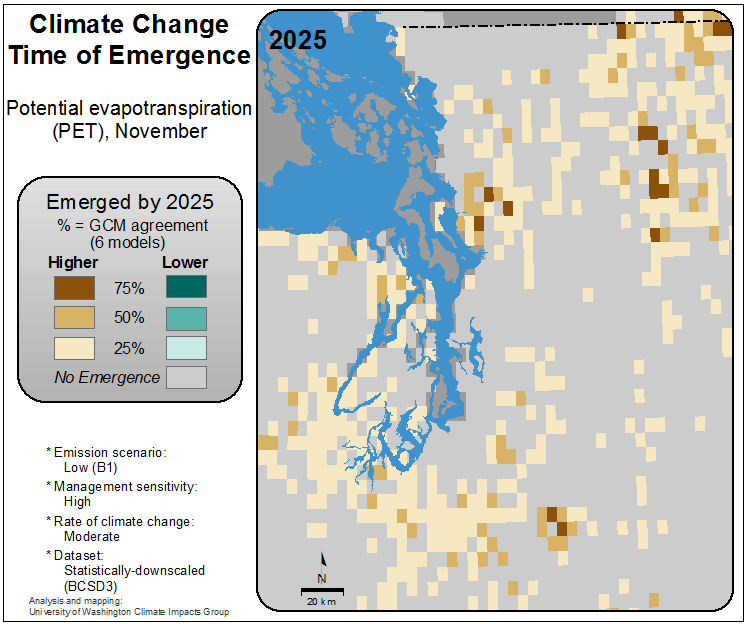 Climate Change
Time of Emergence
Potential evapotranspiration
(PET), November
Emerged by 2025
% = GCM agreement
(6 models)
Higher Lower
75%
50%
25%
No Emergence
* Emission scenario:
Low (B1)
* Management sensitivity:
High
* Rate of climate change:
Moderate
* Dataset:
Statistically-downscaled
(BCSD3)
Analysis and mapping:
University of Washington Climate Impacts Group
2025
N
20 km